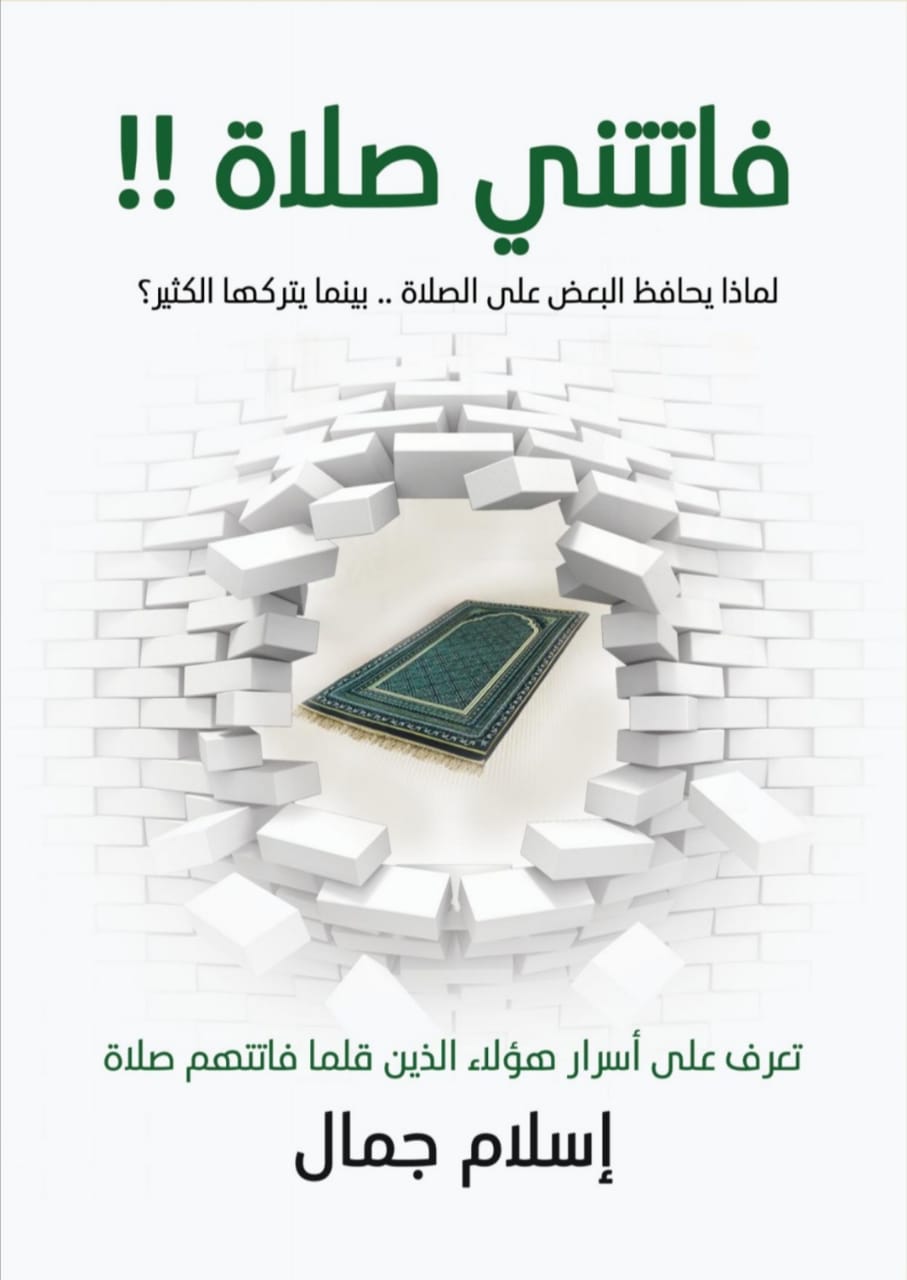 فاتتني صلاة !!
لماذا يحافظ البعض على الصلاة .. بينما يتركها الكثير؟
تعرف على أسرار هؤلاء الذين قلما فاتتهم صلاة
إسلام جمال